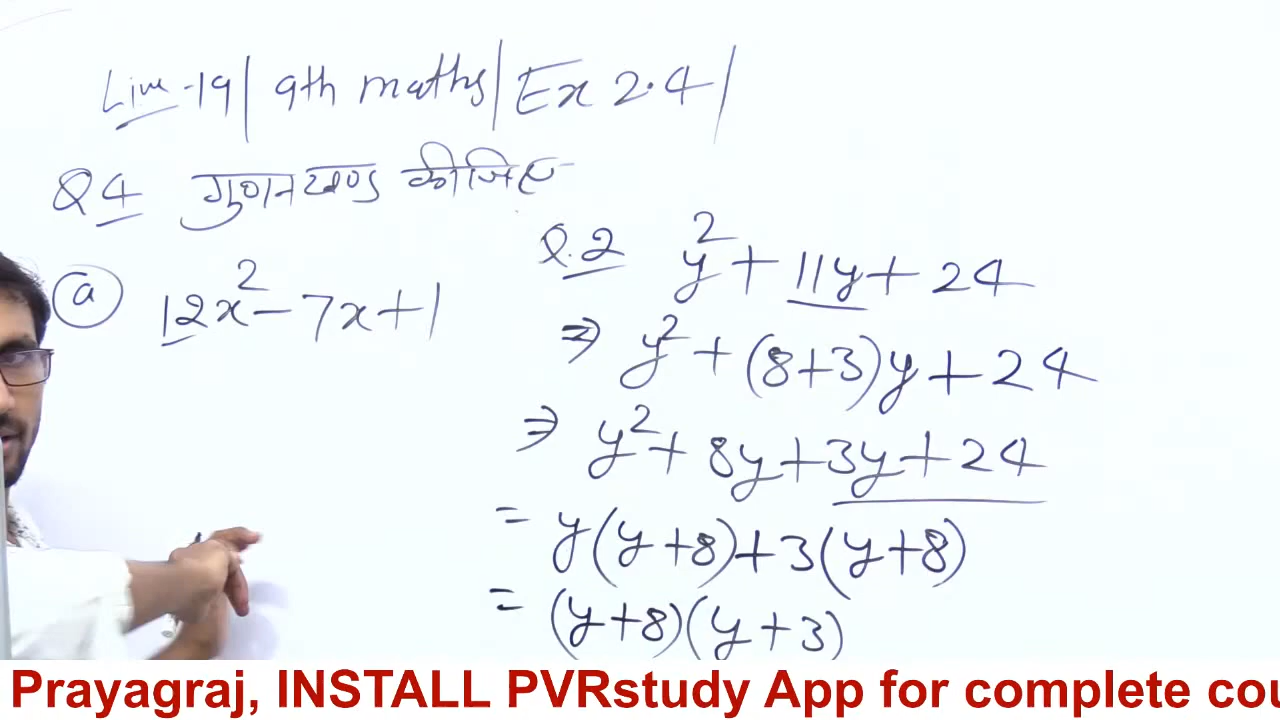 Live-19| 9th maths| Ex 2.4|
Q4 गुणनखण्ड कीजिए
(a) 12x² - 7x + 1
Q.2 y² + 11y + 24
⇒ y² + (8+3)y + 24
⇒ y² + 8y + 3y + 24
= y(y+8)+3(y+8)
= (y+8)(y+3)
Prayagraj, INSTALL PVRstudy App for complete cou